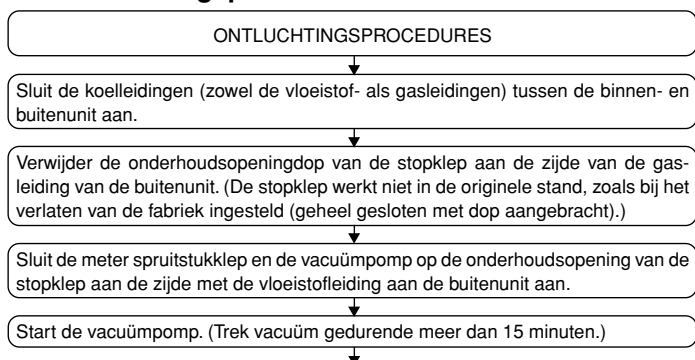 ONTLUCHTINGSPROCEDURES
Sluit de koelleidingen (zowel de vloeistof- als gasleidingen) tussen de binnen- en
buitenunit aan.
Verwijder de onderhoudsopeningdop van de stopklep aan de zijde van de gas-
leiding van de buitenunit. (De stopklep werkt niet in de originele stand, zoals bij het
verlaten van de fabriek ingesteld (geheel gesloten met dop aangebracht).)
Sluit de meter spruitstukklep en de vacuümpomp op de onderhoudsopening van de
stopklep aan de zijde met de vloeistofleiding aan de buitenunit aan.
Start de vacuümpomp. (Trek vacuüm gedurende meer dan 15 minuten.)